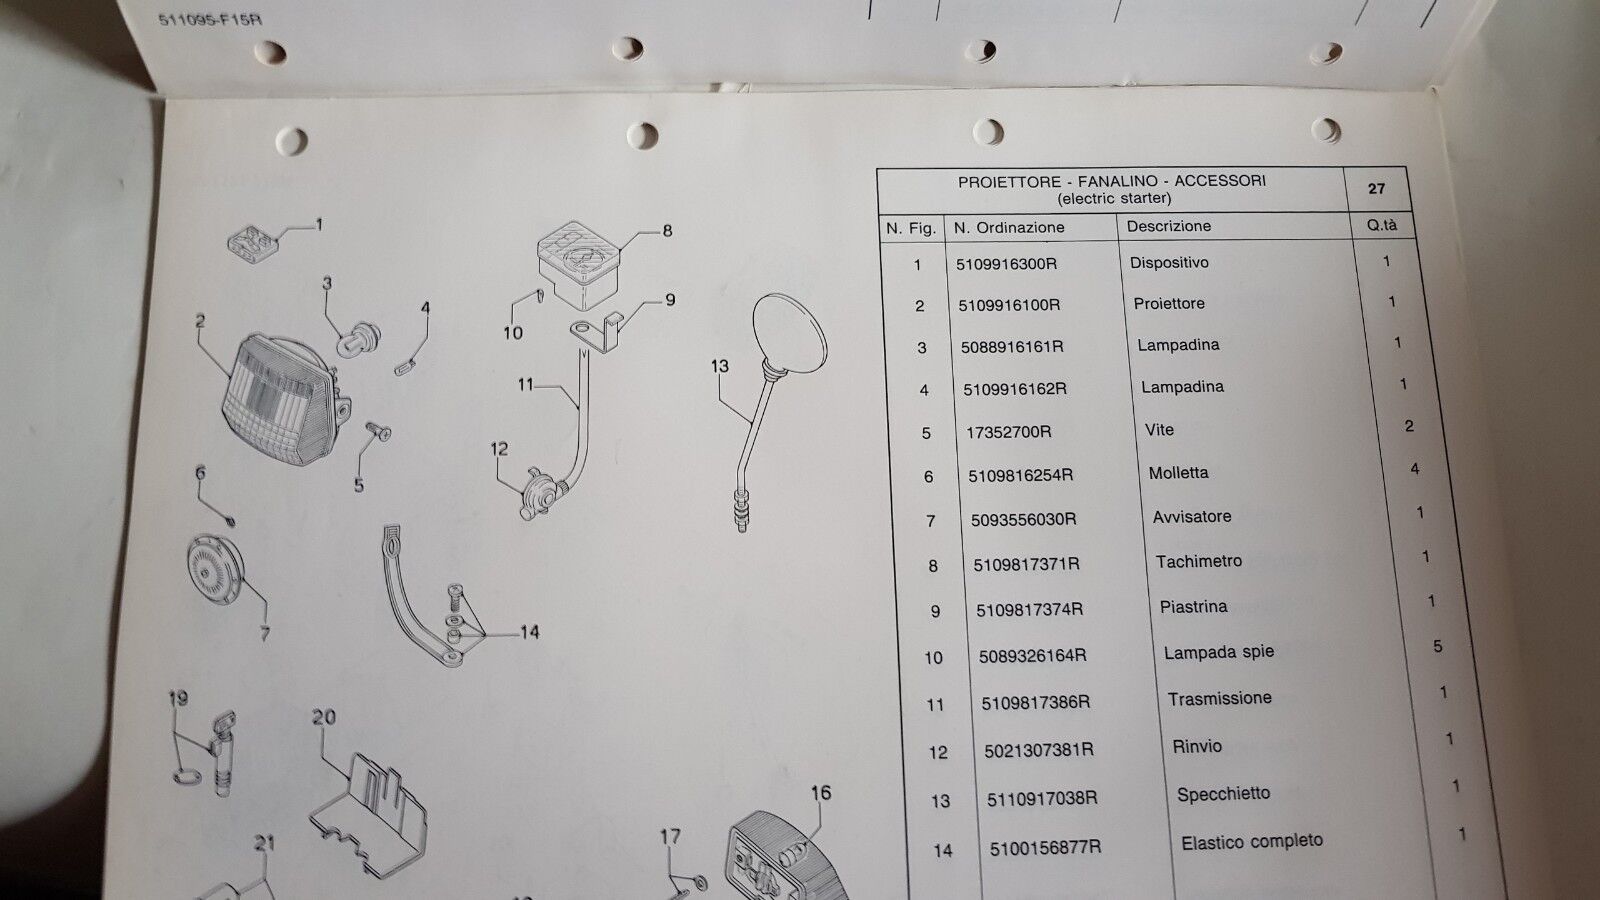 511095-F15R
PROIETTORE - FANALINO - ACCESSORI
(electric starter)
27
N. Fig. N. Ordinazione Descrizione Q.tà
1 5109916300R Dispositivo 1
2 5109916100R Proiettore 1
3 5088916161R Lampadina 1
4 5109916162R Lampadina 1
5 17352700R Vite 2
6 5109816254R Molletta 4
7 5093556030R Avvisatore 1
8 5109817371R Tachimetro 1
9 5109817374R Piastrina 1
10 5089326164R Lampada spie 5
11 5109817386R Trasmissione 1
12 5021307381R Rinvio 1
13 5110917038R Specchietto 1
14 5100156877R Elastico completo 1
1
8
3
9
4
2
10
13
11
12
6
5
7
14
19
20
16
17
21